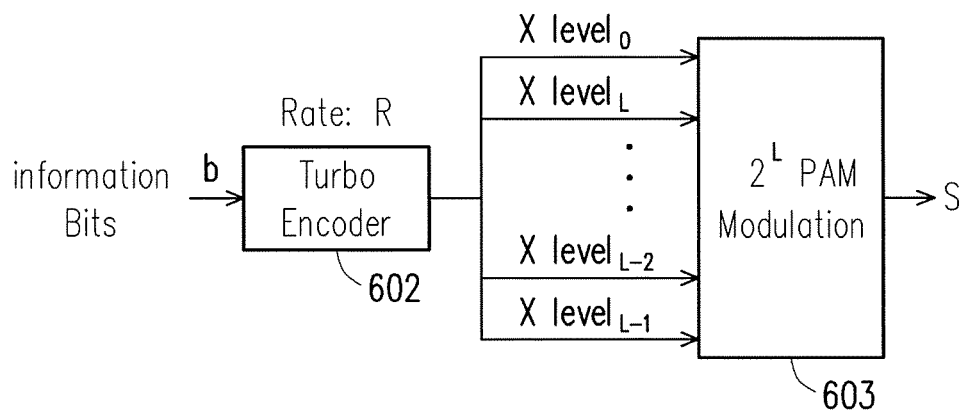 X level0
X levelL
Rate: R
information
Bits
b
Turbo
Encoder
602
X levelL-2
X levelL-1
2L PAM
Modulation
603
S